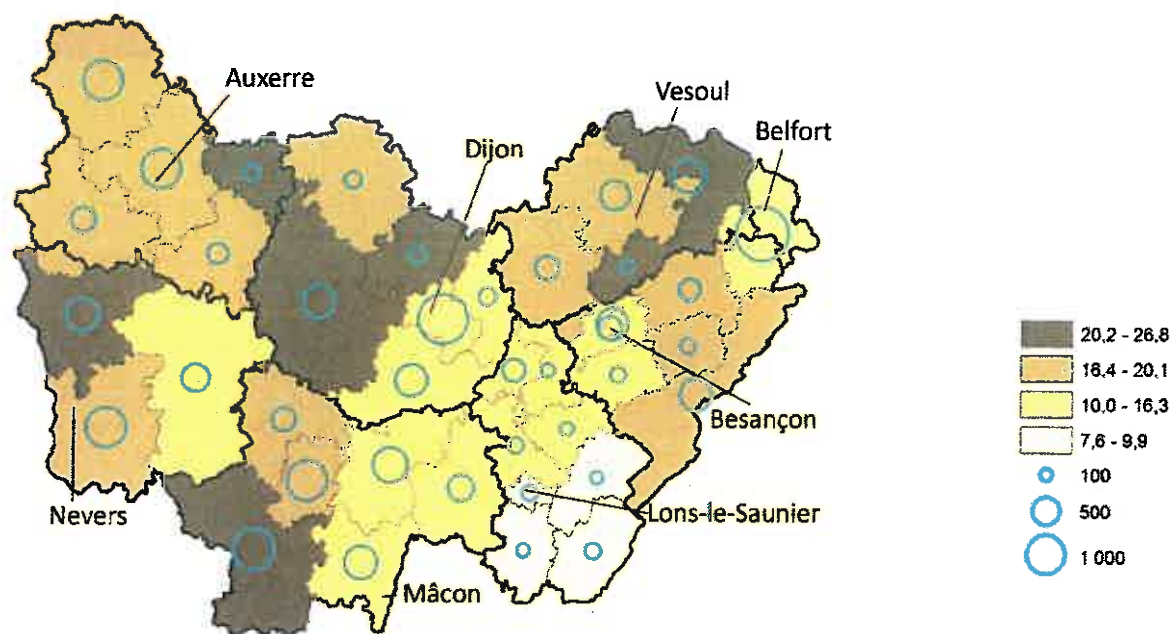 Auxerre
Vesoul
Belfort
Dijon
Besançon
Nevers
Lons-le-Saunier
Mâcon
20,2 - 26,8
16,4 - 20,1
10,0 - 16,3
7,6 - 9,9
100
500
1 000